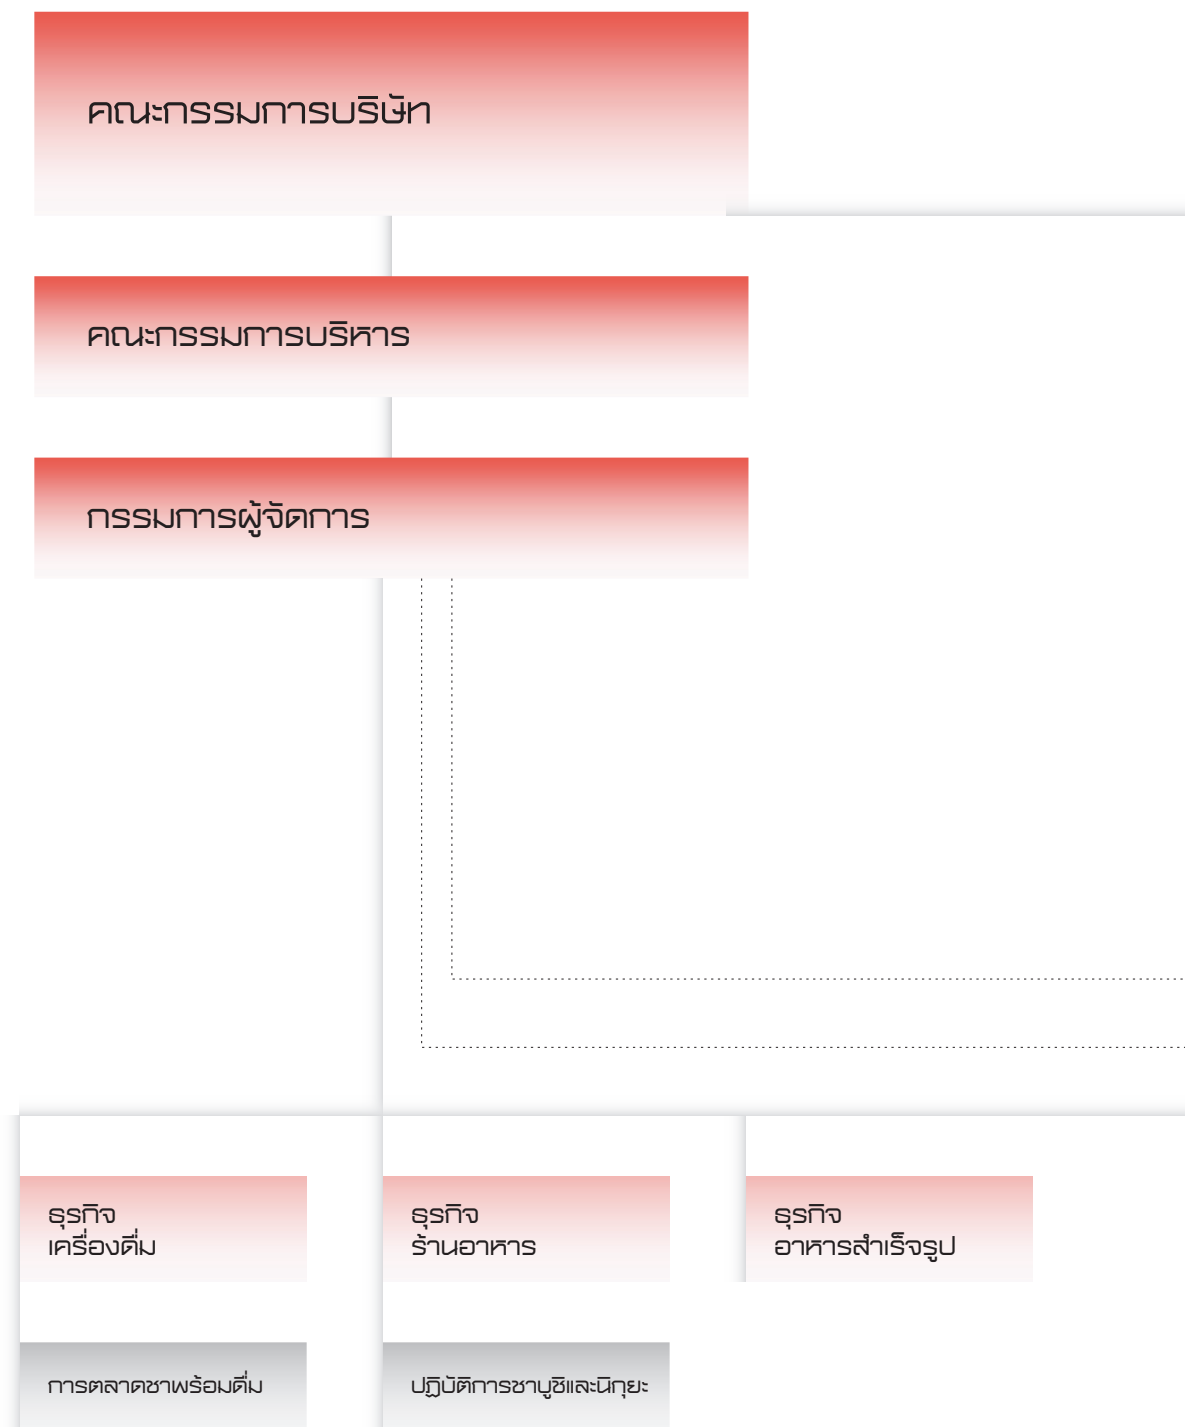 คณะกรรมการบริษัท
คณะกรรมการบริหาร
กรรมการผู้จัดการ
ธุรกิจ
เครื่องดื่ม
ธุรกิจ
ร้านอาหาร
ธุรกิจ
อาหารสำเร็จรูป
การตลาดชาพร้อมดื่ม
ปฏิบัติการชาบูชิและนิกุยะ